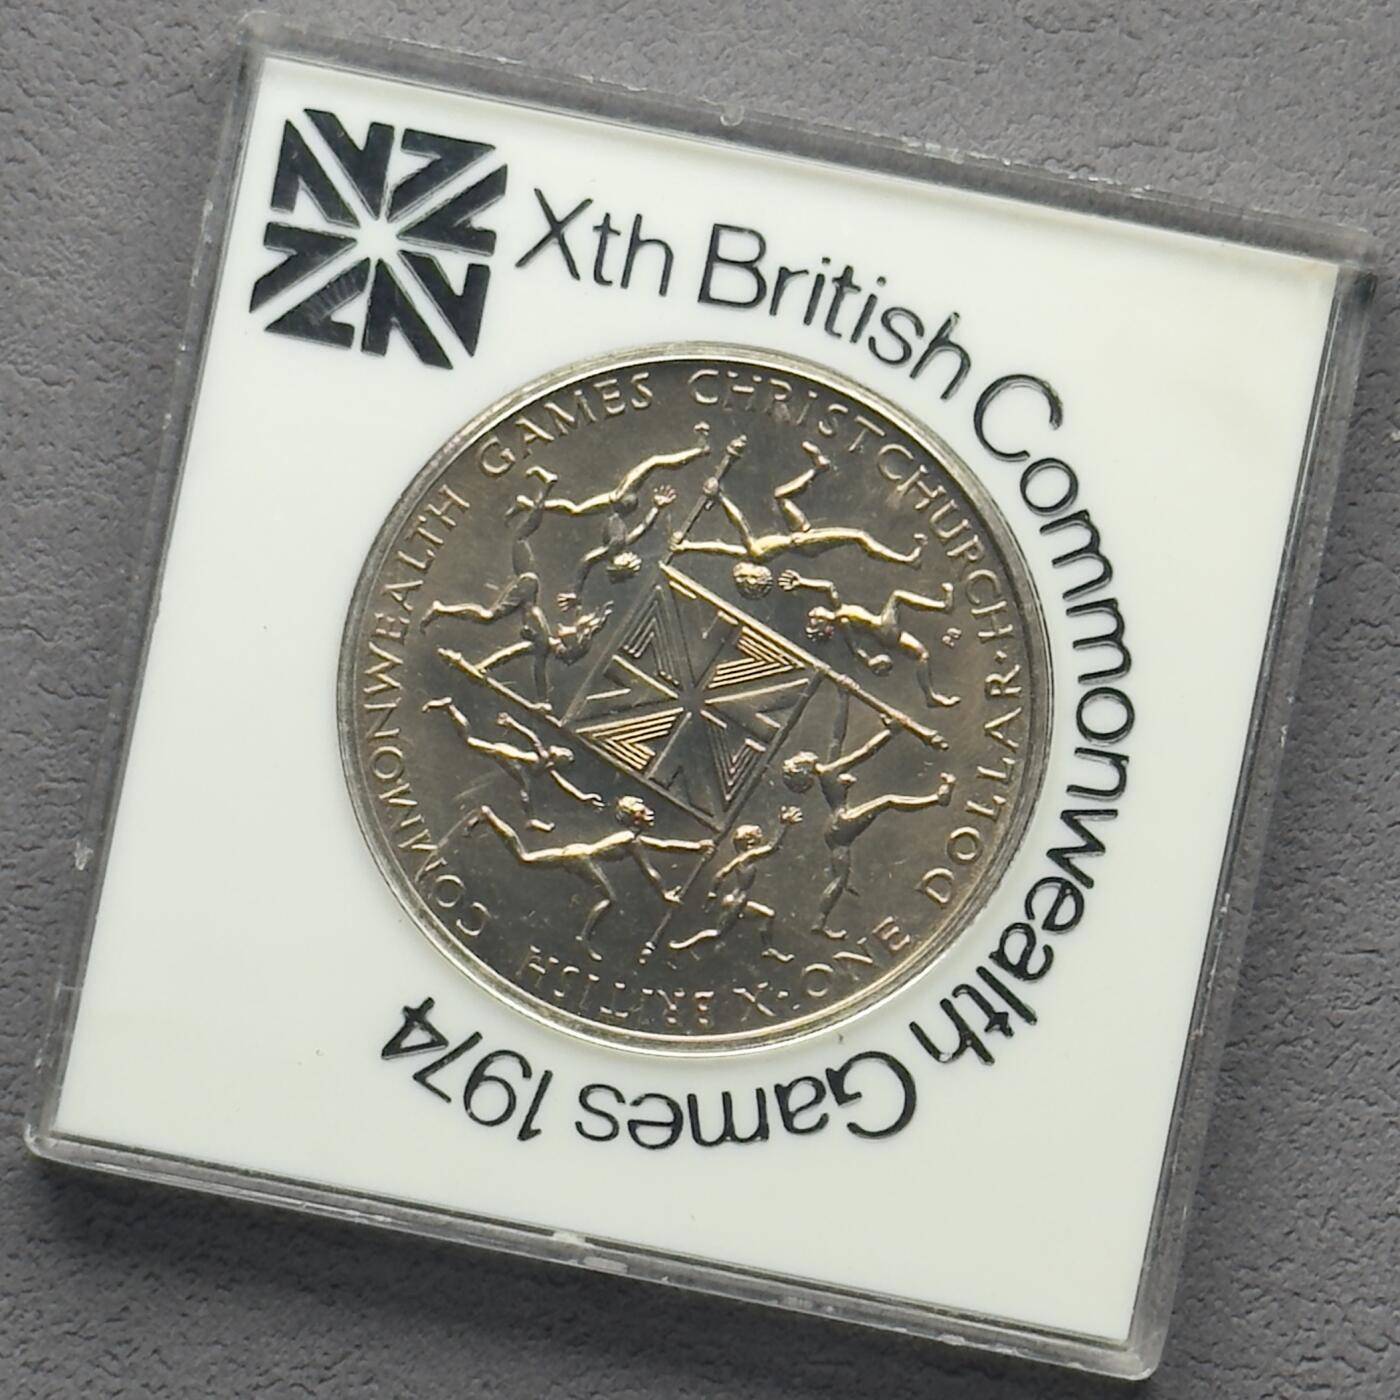 Xth British Commonwealth Games 1974
X BRITISH COMMONWEALTH GAMES CHRISTCHURCH · ONE DOLLAR ·